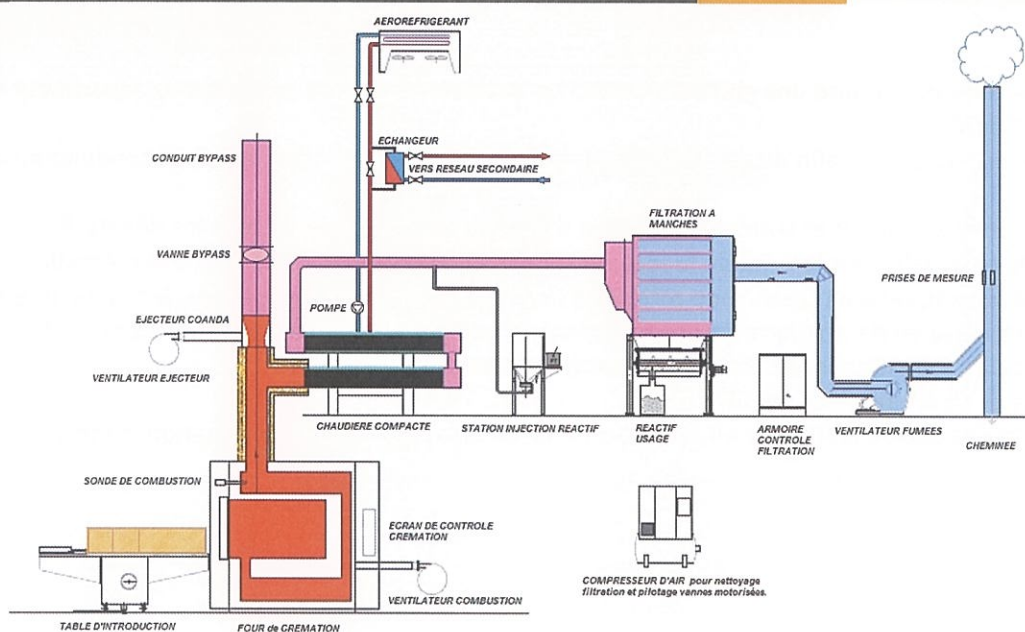 AEROREFRIGERANT
CONDUIT BYPASS
ECHANGEUR
VERS RESEAU SECONDAIRE
FILTRATION A
MANCHES
VANNE BYPASS
PRISES DE MESURE
POMPE
EJECTEUR COANDA
VENTILATEUR EJECTEUR
CHAUDIERE COMPACTE
STATION INJECTION REACTIF
REACTIF
USAGE
ARMOIRE
CONTROLE
FILTRATION
VENTILATEUR FUMEES
CHEMINEE
SONDE DE COMBUSTION
ECRAN DE CONTROLE
CREMATION
VENTILATEUR COMBUSTION
COMPRESSEUR D'AIR pour nettoyage
filtration et pilotage vannes motorisées.
TABLE D'INTRODUCTION
FOUR de CREMATION